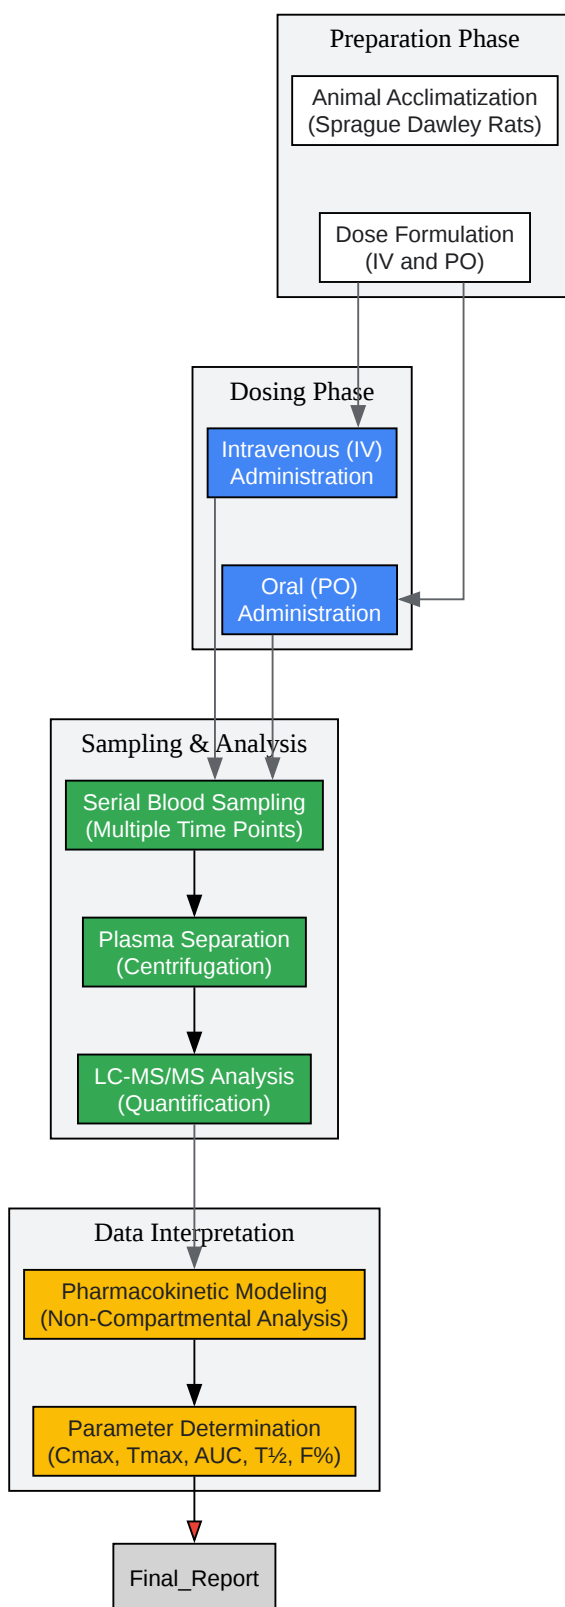 Preparation Phase
Animal Acclimatization
(Sprague Dawley Rats)
Dose Formulation
(IV and PO)
Dosing Phase
Intravenous (IV)
Administration
Oral (PO)
Administration
Sampling & Analysis
Serial Blood Sampling
(Multiple Time Points)
Plasma Separation
(Centrifugation)
LC-MS/MS Analysis
(Quantification)
Data Interpretation
Pharmacokinetic Modeling
(Non-Compartmental Analysis)
Parameter Determination
(Cmax, Tmax, AUC, T½, F%)
Final_Report